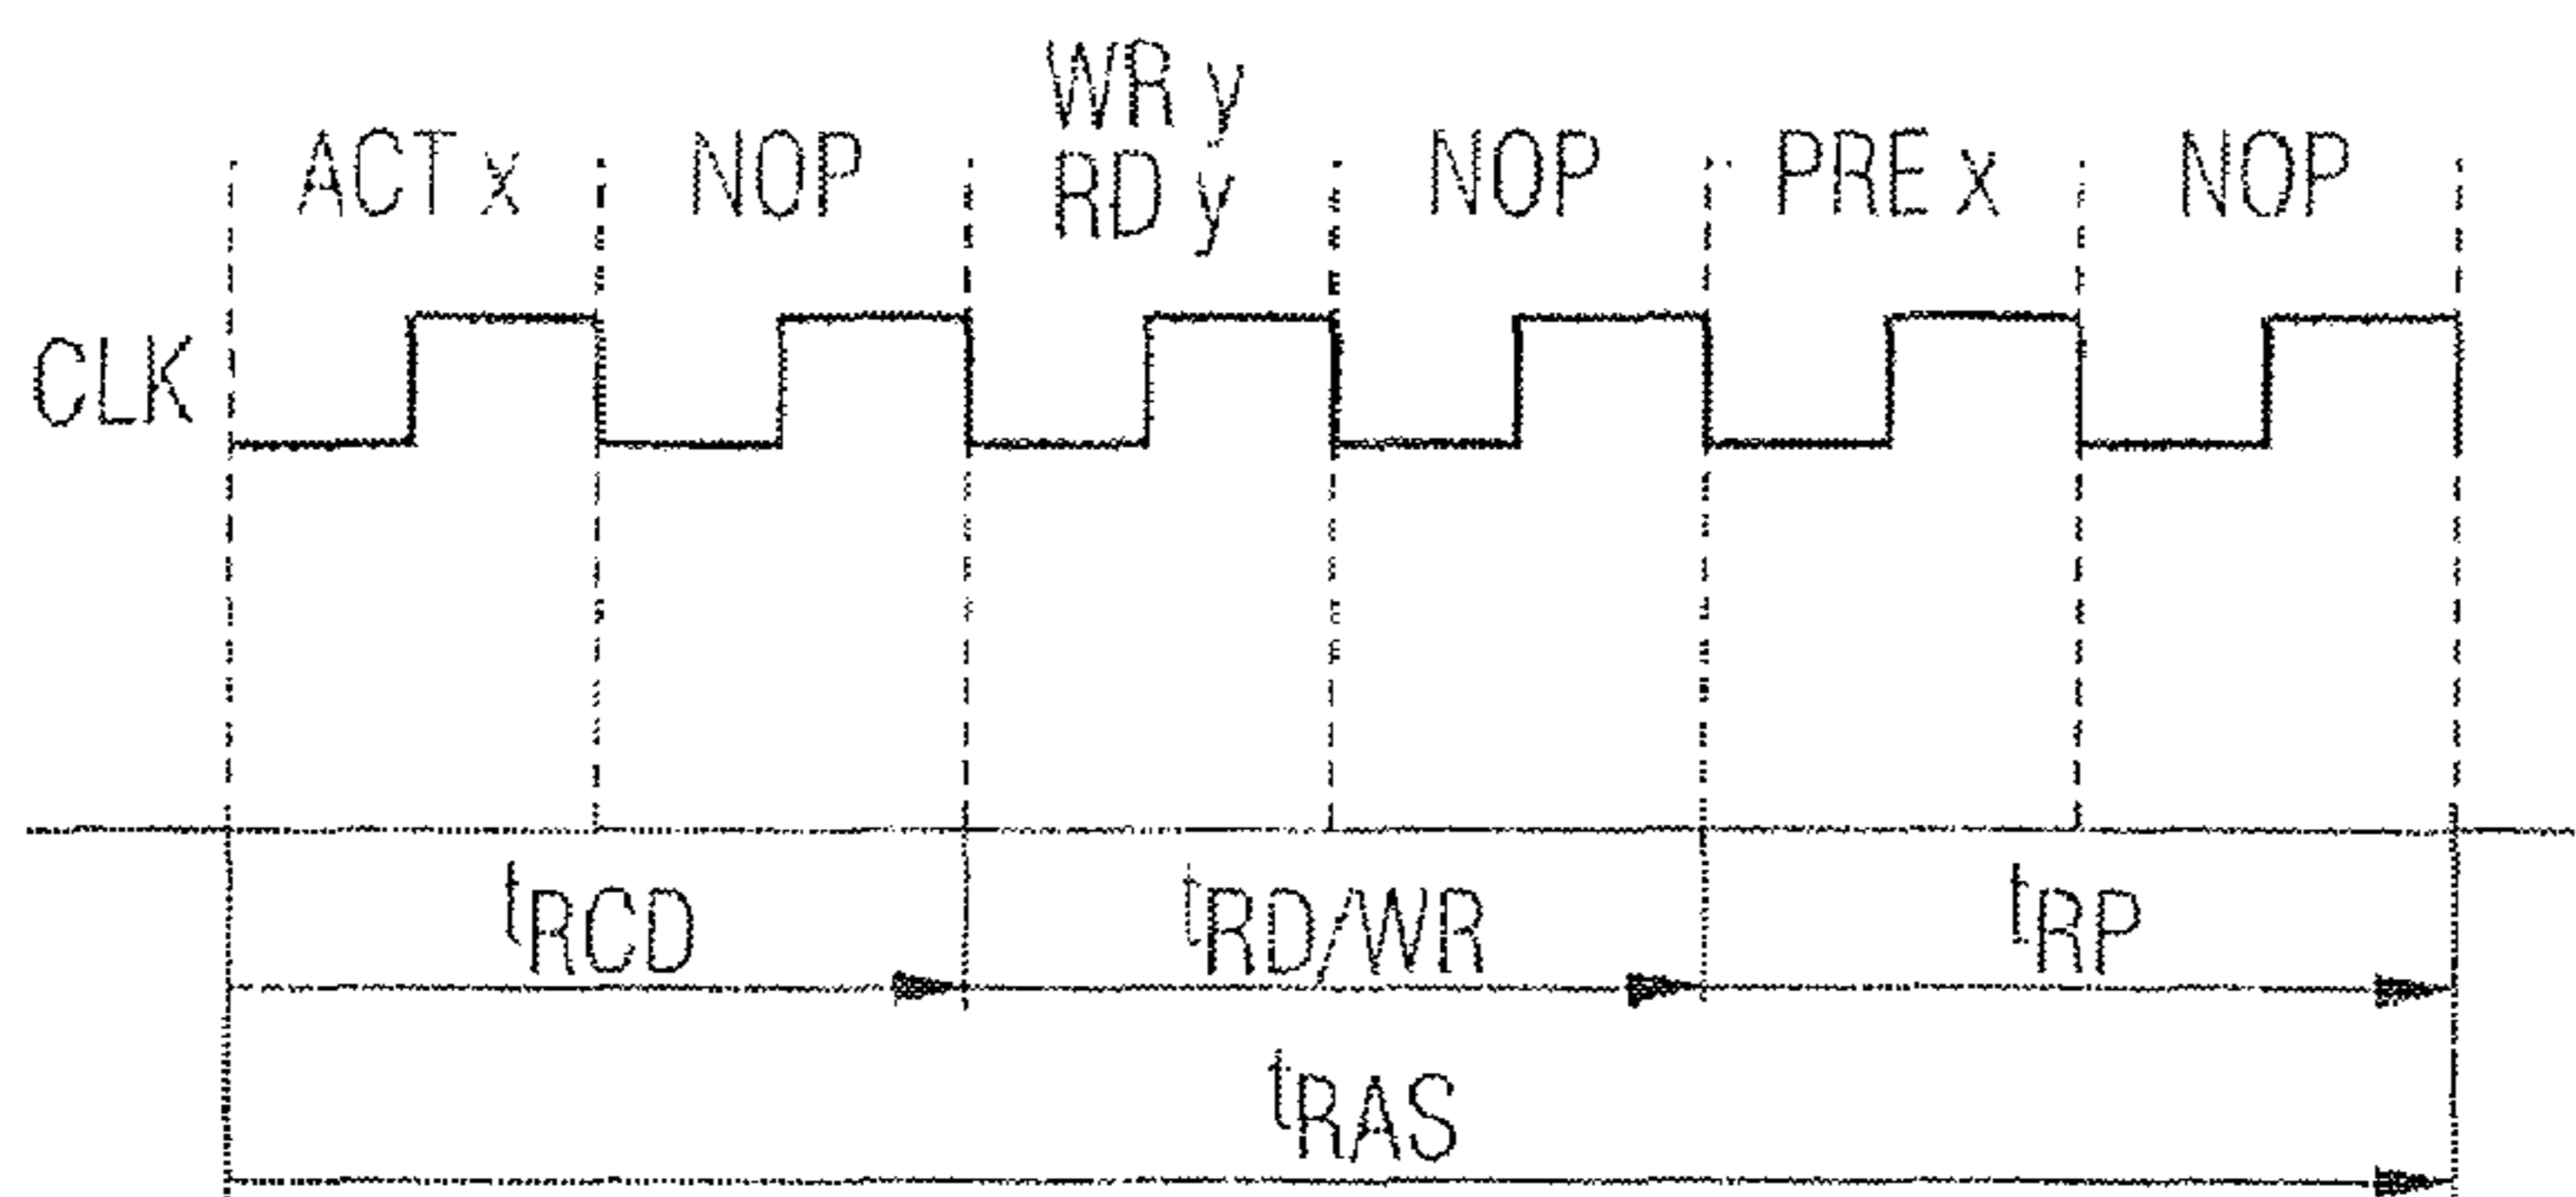 ACT x NOP WR y NOP PRE x NOP
RD y
CLK
tRCD tRD/WR tRP
tRAS